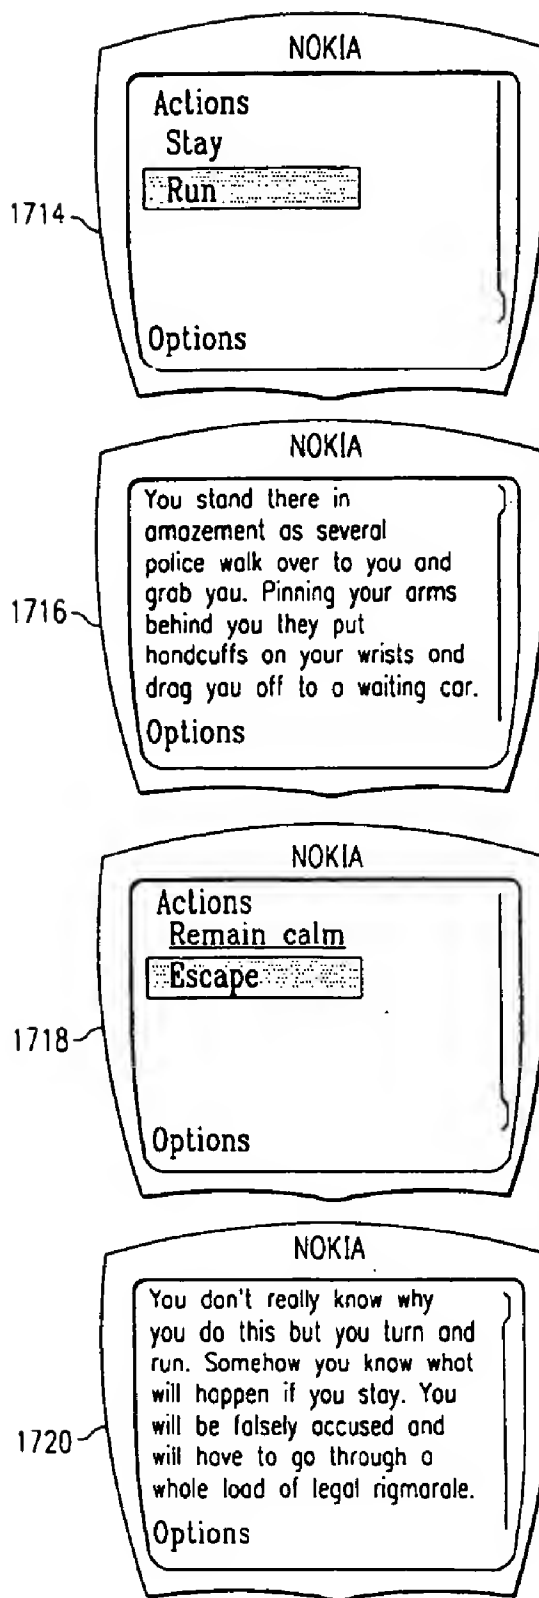 NOKIA
Actions
Stay
Run
1714
Options
NOKIA
You stand there in
amazement as several
police walk over to you and
grab you. Pinning your arms
1716
behind you they put
handcuffs on your wrists and
drag you off to a waiting car.
Options
NOKIA
Actions
Remain calm
Escape
1718
Options
NOKIA
You don't really know why
you do this but you turn and
run. Somehow you know what
will happen if you stay. You
will be falsely accused and
1720
will have to go through a
whole load of legal rigmarale.
Options